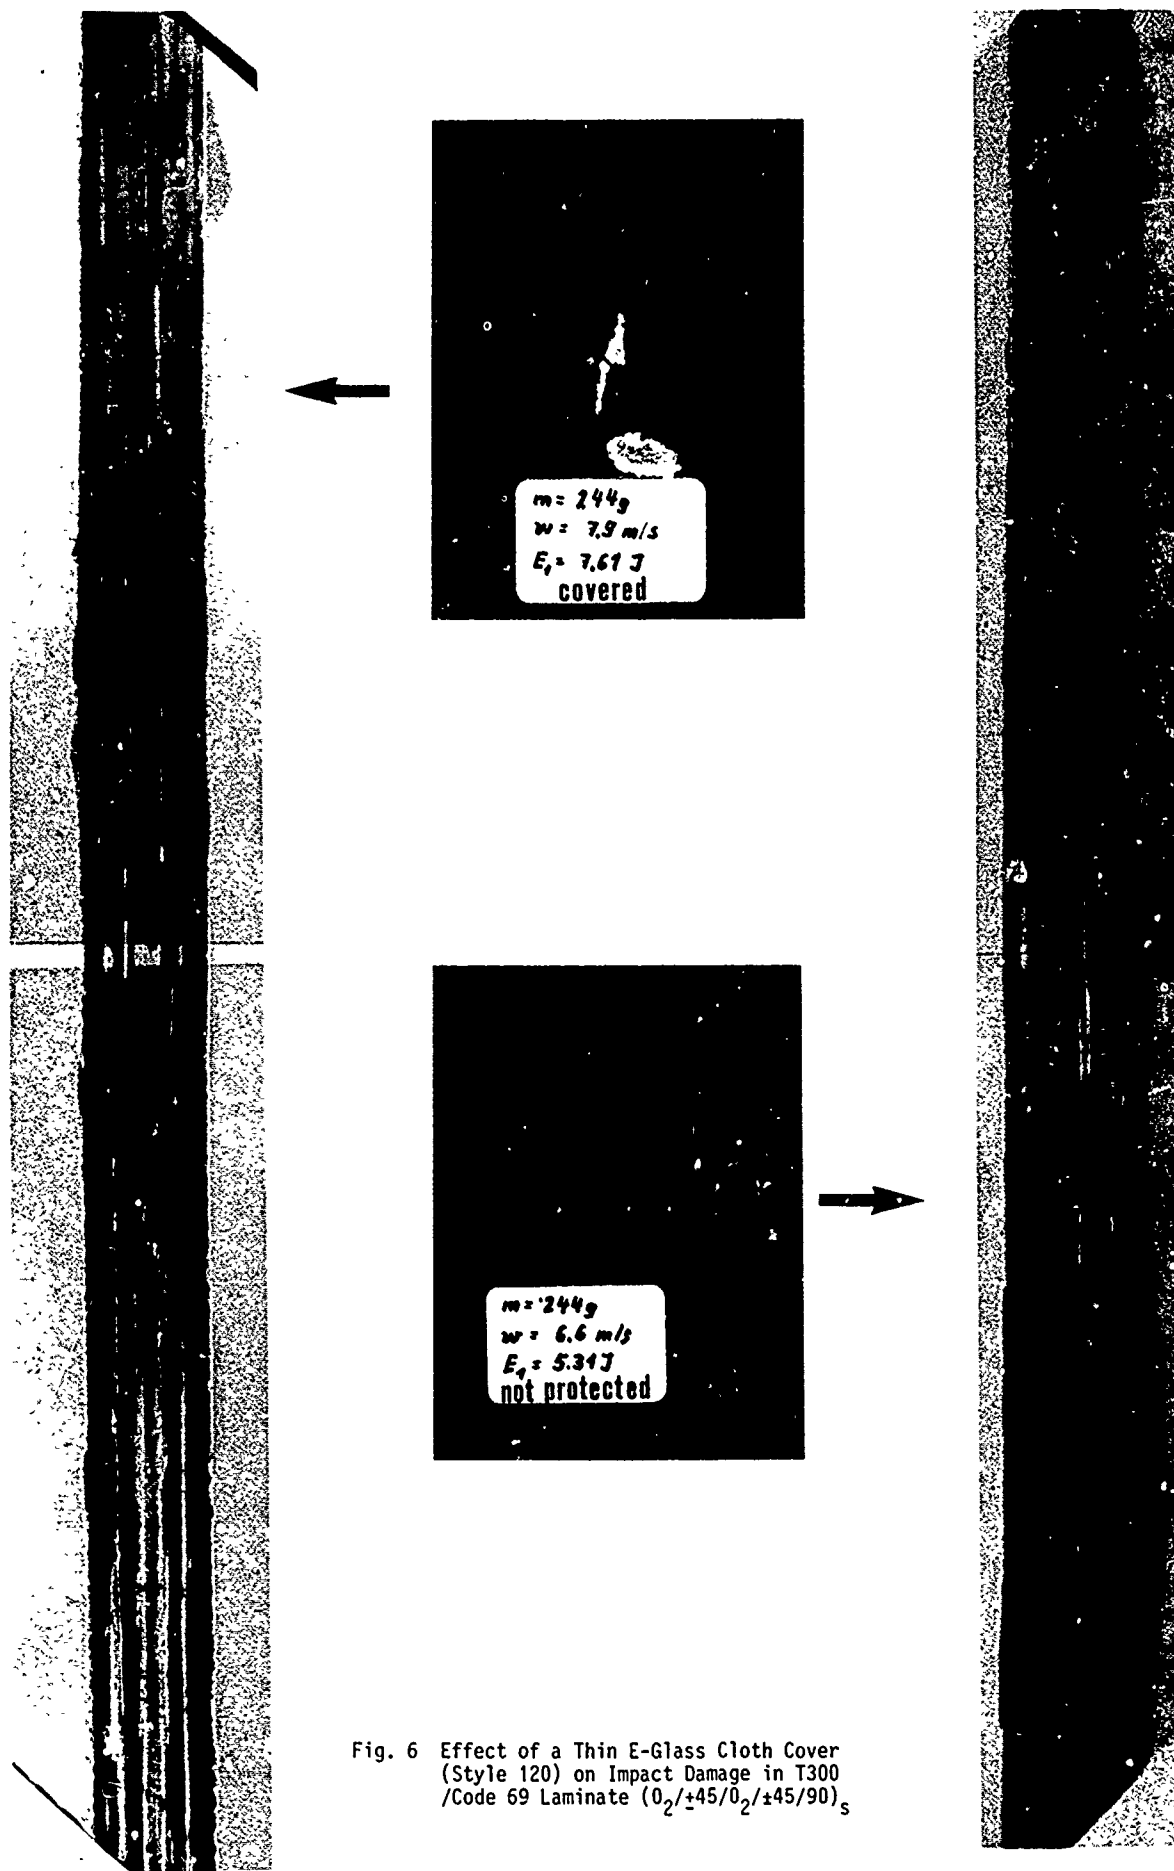 m= 244g
w= 7.9 m/s
E₁= 7.61 J
covered
m= 244g
w= 6.6 m/s
E₁= 5.31 J
not protected
Fig. 6 Effect of a Thin E-Glass Cloth Cover
(Style 120) on Impact Damage in T300
/Code 69 Laminate (0₂/±45/0₂/±45/90)ₛ